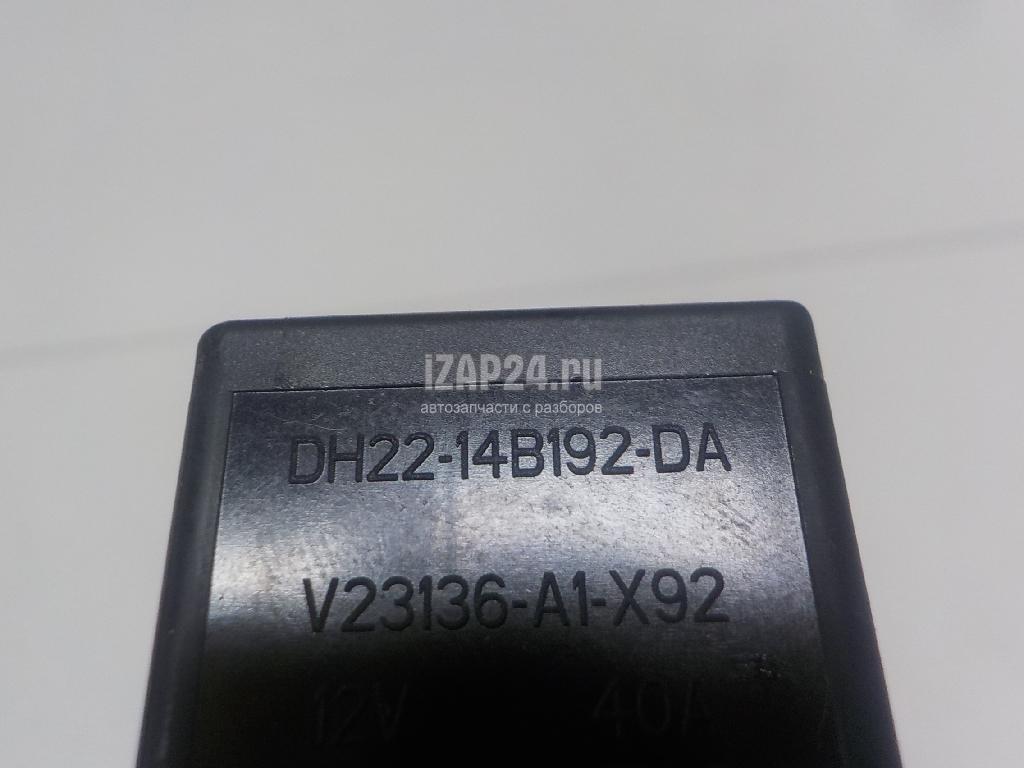 iZAP24.ru
автозапчасти с разборов
DH22-14B192-DA
V23136-A1-X92
12V 40A